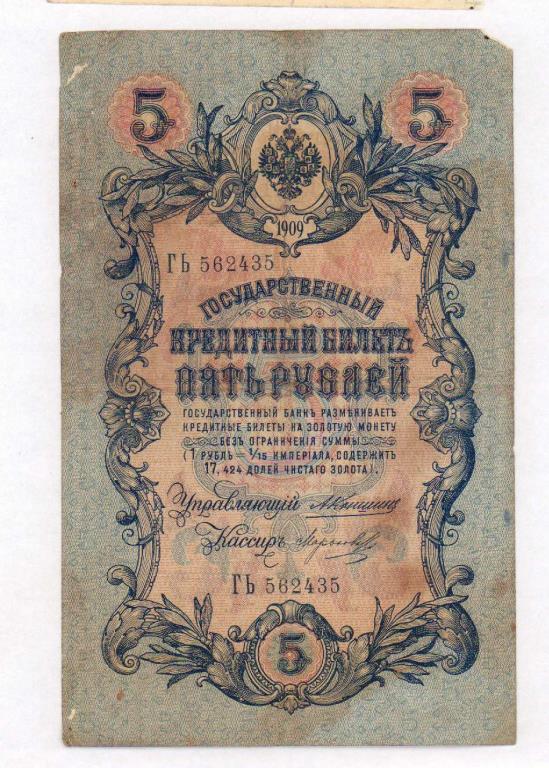 5 5
1909
ГЬ 562435
ГОСУДАРСТВЕННЫЙ
КРЕДИТНЫЙ БИЛЕТЪ
ПЯТЬ РУБЛЕЙ
ГОСУДАРСТВЕННЫЙ БАНКЪ РАЗМѢНИВАЕТЪ
КРЕДИТНЫЕ БИЛЕТЫ НА ЗОЛОТУЮ МОНЕТУ
БЕЗЪ ОГРАНИЧЕНІЯ СУММЫ
(1 РУБЛЬ = 1/15 ИМПЕРІАЛА, СОДЕРЖИТЪ
17,424 ДОЛЕЙ ЧИСТАГО ЗОЛОТА).
Управляющій АКоншинъ
Кассиръ
ГЬ 562435
5